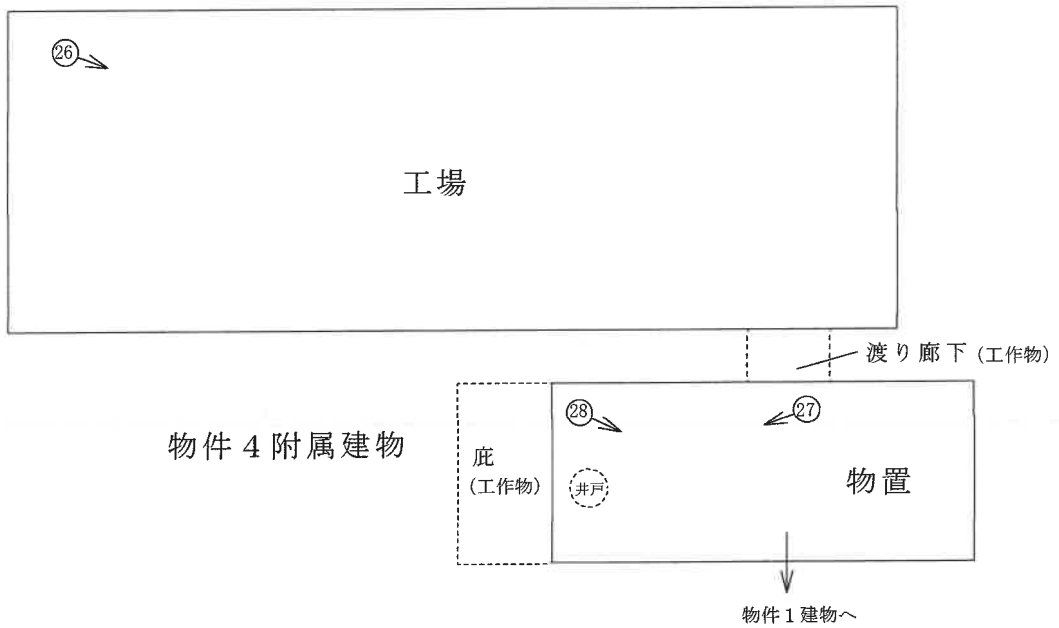 ㉖
工場
渡り廊下(工作物)
㉘
㉗
物件4附属建物
庇
(工作物)
井戸
物置
物件1建物へ